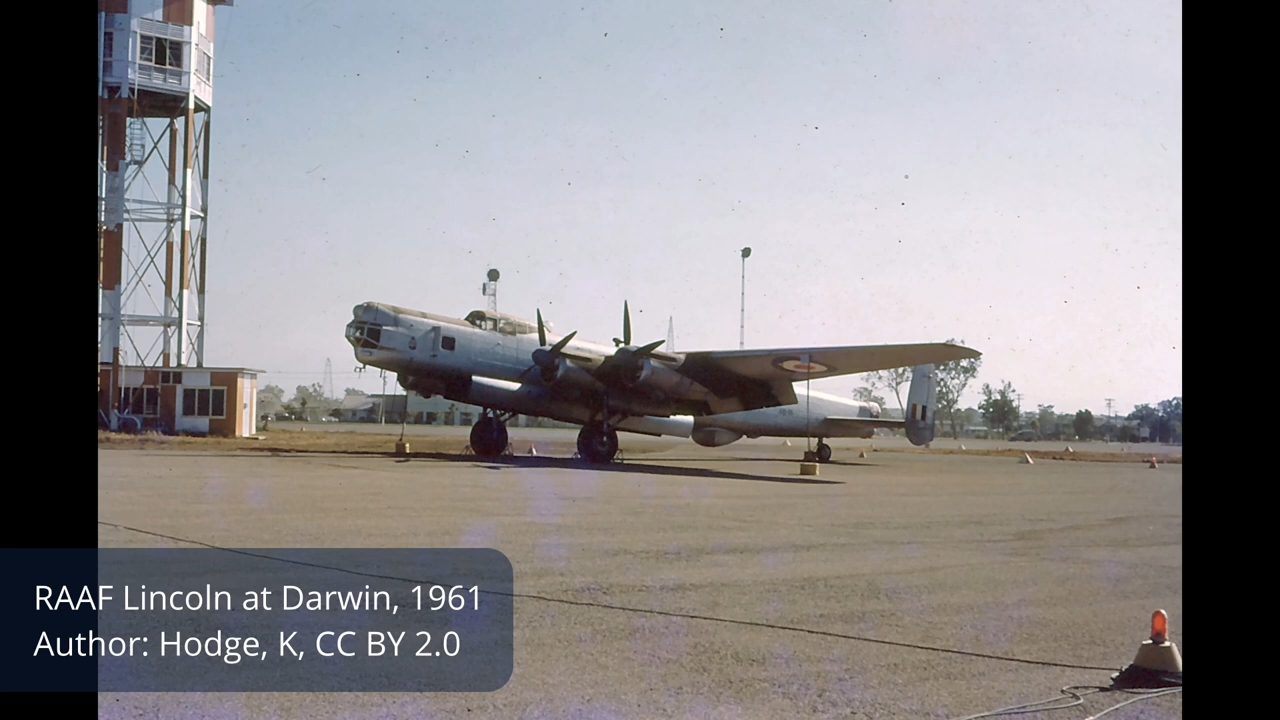 RAAF Lincoln at Darwin, 1961
Author: Hodge, K, CC BY 2.0